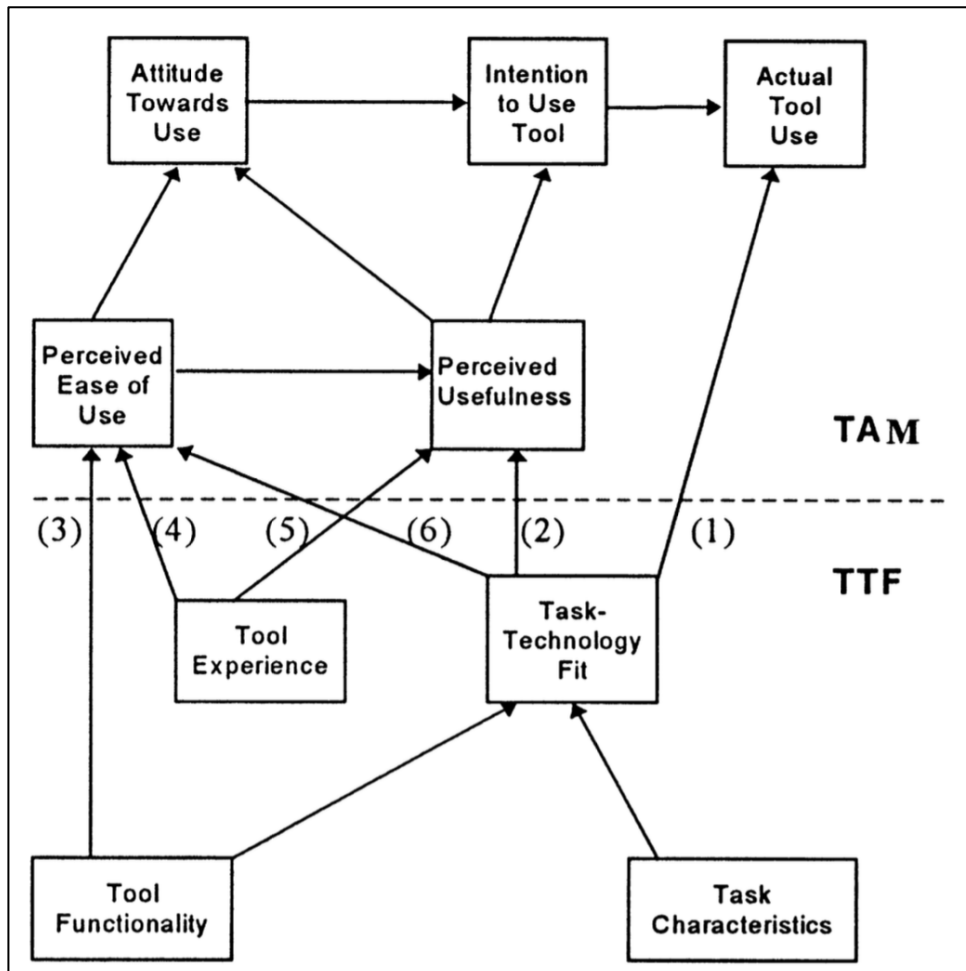 Attitude
Towards
Use
Intention
to Use
Tool
Actual
Tool
Use
Perceived
Ease of
Use
Perceived
Usefulness
TAM
(3)
(4)
(5)
(6)
(2)
(1)
TTF
Tool
Experience
Task-
Technology
Fit
Tool
Functionality
Task
Characteristics